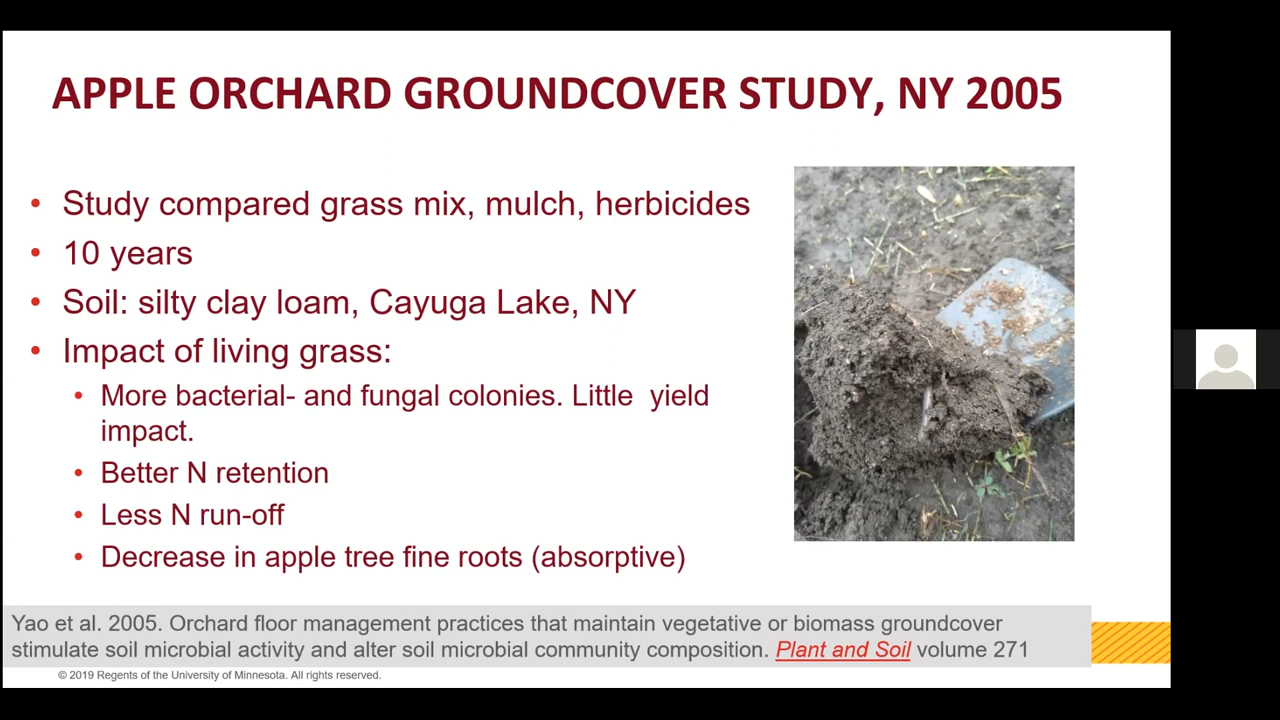 APPLE ORCHARD GROUNDCOVER STUDY, NY 2005
• Study compared grass mix, mulch, herbicides
• 10 years
• Soil: silty clay loam, Cayuga Lake, NY
• Impact of living grass:
• More bacterial- and fungal colonies. Little  yield
impact.
• Better N retention
• Less N run-off
• Decrease in apple tree fine roots (absorptive)
Yao et al. 2005. Orchard floor management practices that maintain vegetative or biomass groundcover
stimulate soil microbial activity and alter soil microbial community composition. Plant and Soil volume 271
© 2019 Regents of the University of Minnesota. All rights reserved.